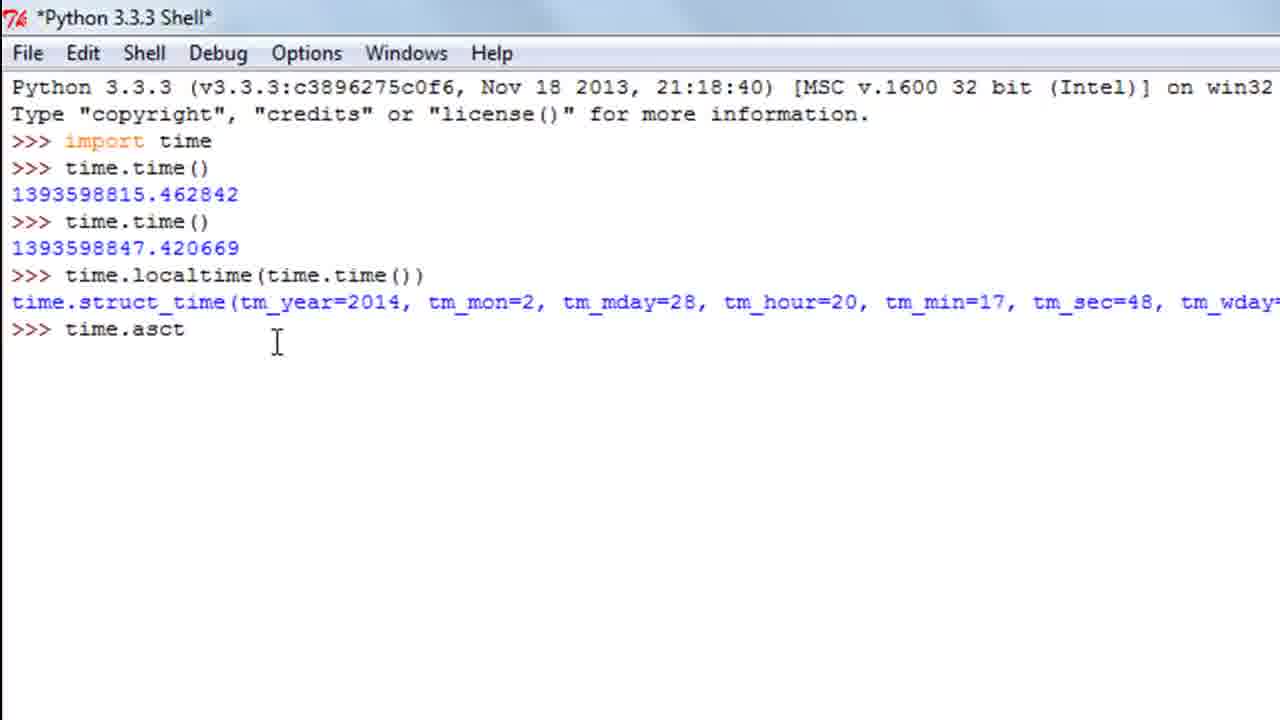 *Python 3.3.3 Shell*
File Edit Shell Debug Options Windows Help
Python 3.3.3 (v3.3.3:c3896275c0f6, Nov 18 2013, 21:18:40) [MSC v.1600 32 bit (Intel)] on win32
Type "copyright", "credits" or "license()" for more information.
>>> import time
>>> time.time()
1393598815.462842
>>> time.time()
1393598847.420669
>>> time.localtime(time.time())
time.struct_time(tm_year=2014, tm_mon=2, tm_mday=28, tm_hour=20, tm_min=17, tm_sec=48, tm_wday=
>>> time.asct